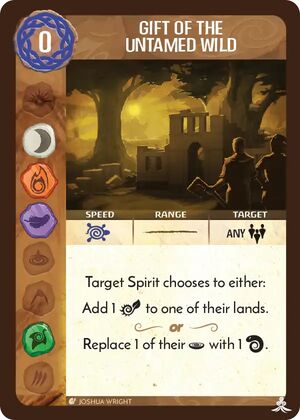 0
GIFT OF THE
UNTAMED WILD
SPEED RANGE TARGET
ANY
Target Spirit chooses to either:
Add 1 to one of their lands.
or
Replace 1 of their with 1 .
JOSHUA WRIGHT